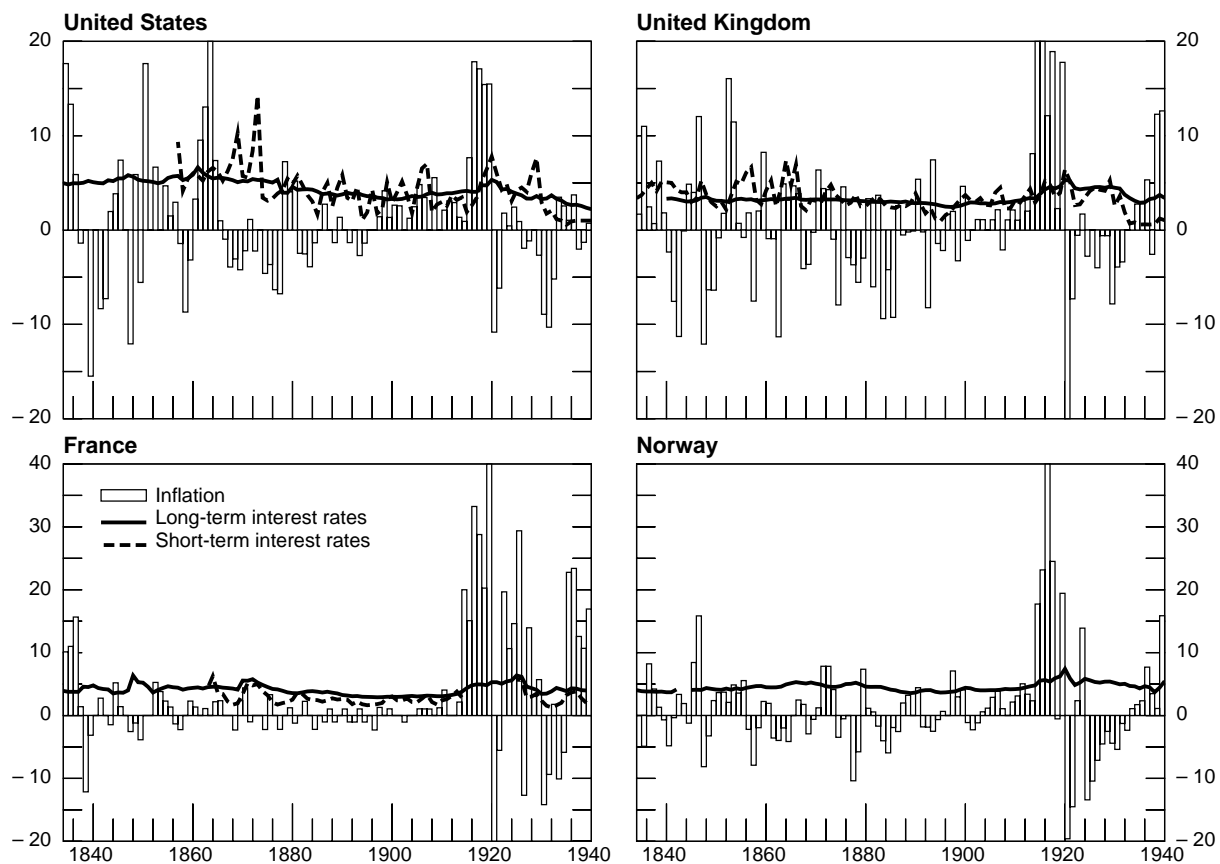 United States
United Kingdom
20 20
10 10
0 0
– 10 – 10
– 20 – 20
France
Norway
40 40
Inflation
Long-term interest rates
Short-term interest rates
30 30
20 20
10 10
0 0
– 10 – 10
– 20 – 20
1840 1860 1880 1900 1920 1940 1840 1860 1880 1900 1920 1940